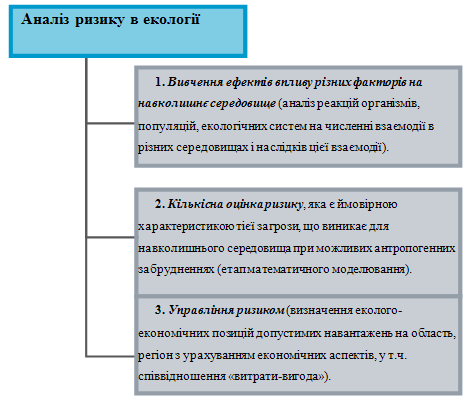 Аналіз ризику в екології
1. Вивчення ефектів впливу різних факторів на
навколишнє середовище (аналіз реакцій організмів,
популяцій, екологічних систем на численні взаємодії в
різних середовищах і наслідків цієї взаємодії).
2. Кількісна оцінка ризику, яка є ймовірною
характеристикою тієї загрози, що виникає для
навколишнього середовища при можливих антропогенних
забрудненнях (етап математичного моделювання).
3. Управління ризиком (визначення еколого-
економічних позицій допустимих навантажень на область,
регіон з урахуванням економічних аспектів, у т.ч.
співвідношення «витрати-вигода»).